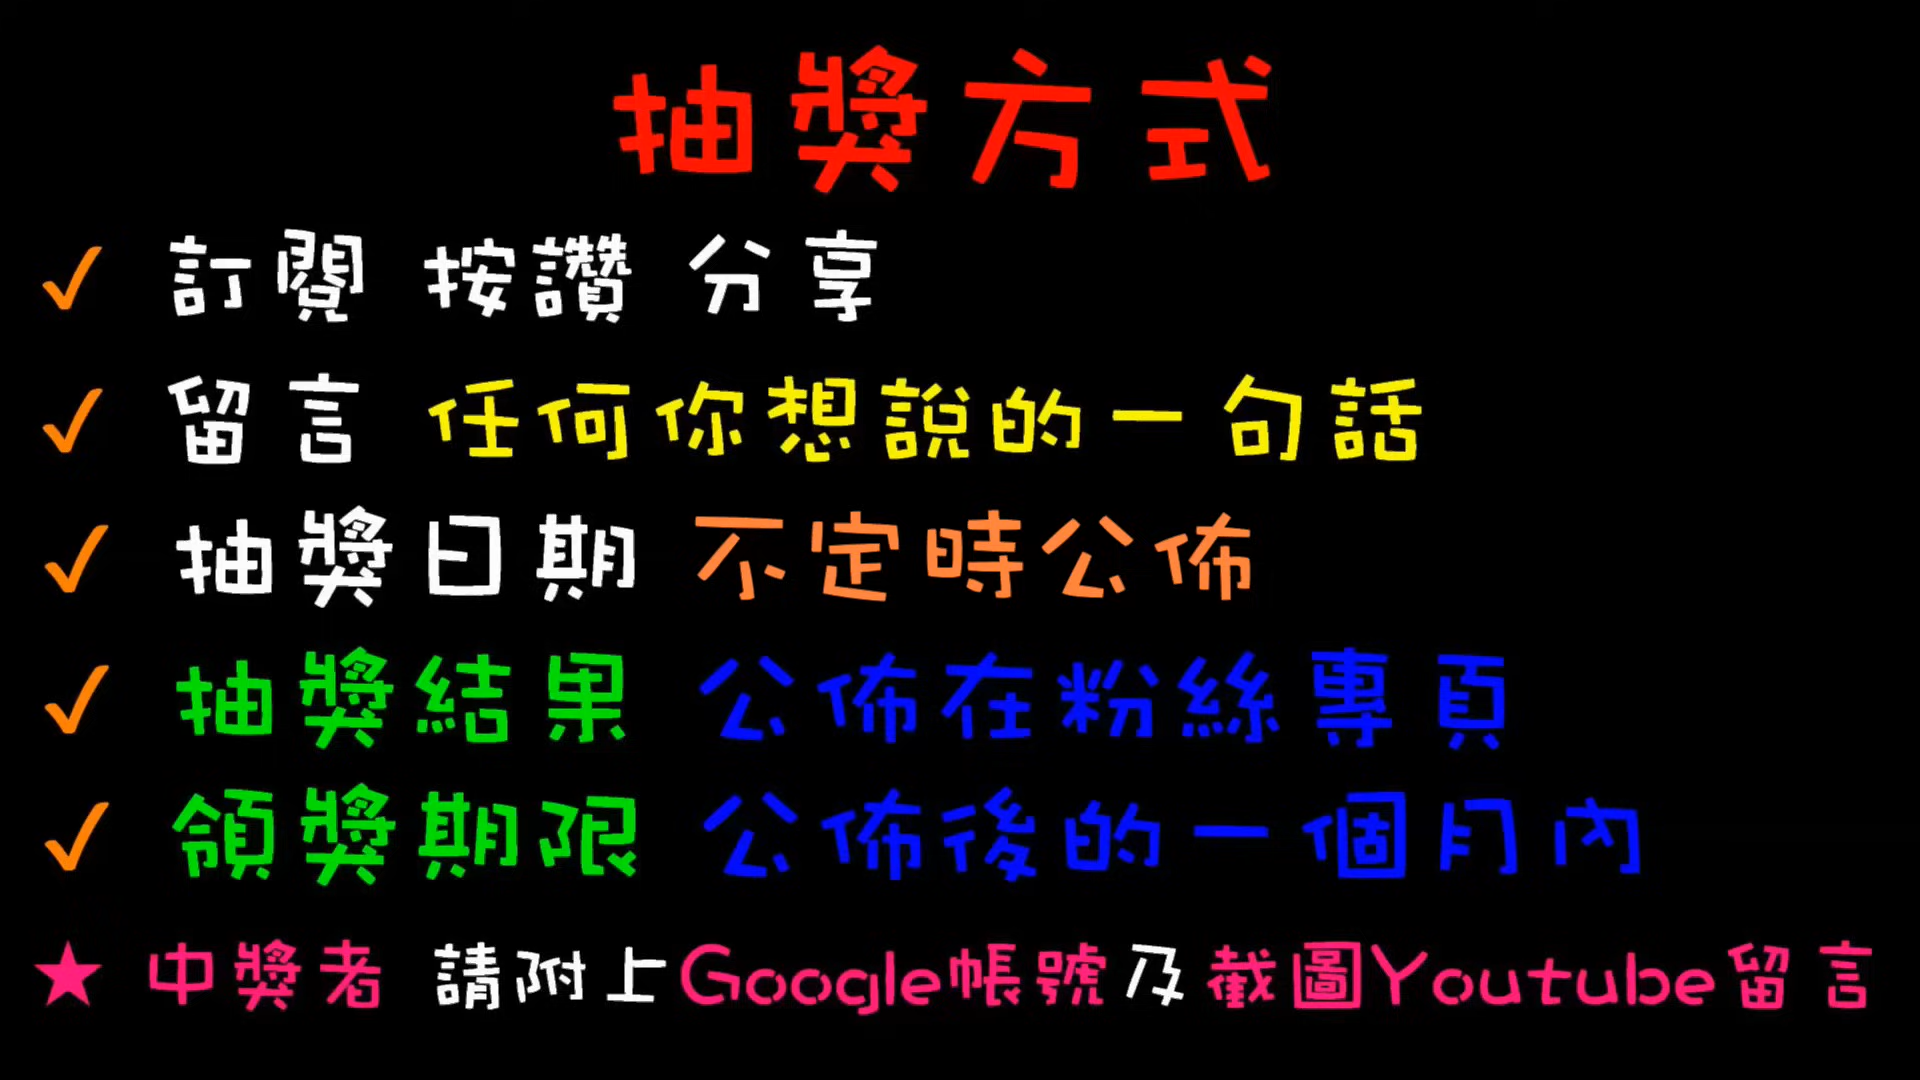 抽獎方式
✓ 訂閱 按讚 分享
✓ 留言 任何你想說的一句話
✓ 抽獎日期 不定時公佈
✓ 抽獎結果 公佈在粉絲專頁
✓ 領獎期限 公佈後的一個月內
★ 中獎者 請附上Google帳號及截圖Youtube留言